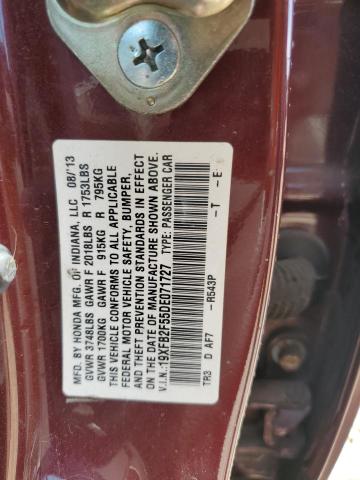 MFD. BY HONDA MFG. OF INDIANA, LLC 08/13
GVWR 3748LBS GAWR F 2018LBS R 1753LBS
GVWR 1700KG GAWR F 915KG R 795KG
THIS VEHICLE CONFORMS TO ALL APPLICABLE
FEDERAL MOTOR VEHICLE SAFETY, BUMPER,
AND THEFT PREVENTION STANDARDS IN EFFECT
ON THE DATE OF MANUFACTURE SHOWN ABOVE.
V.I.N.: 19XFB2F55DE071727 TYPE: PASSENGER CAR
TR3 D AF7 -R543P -T -E